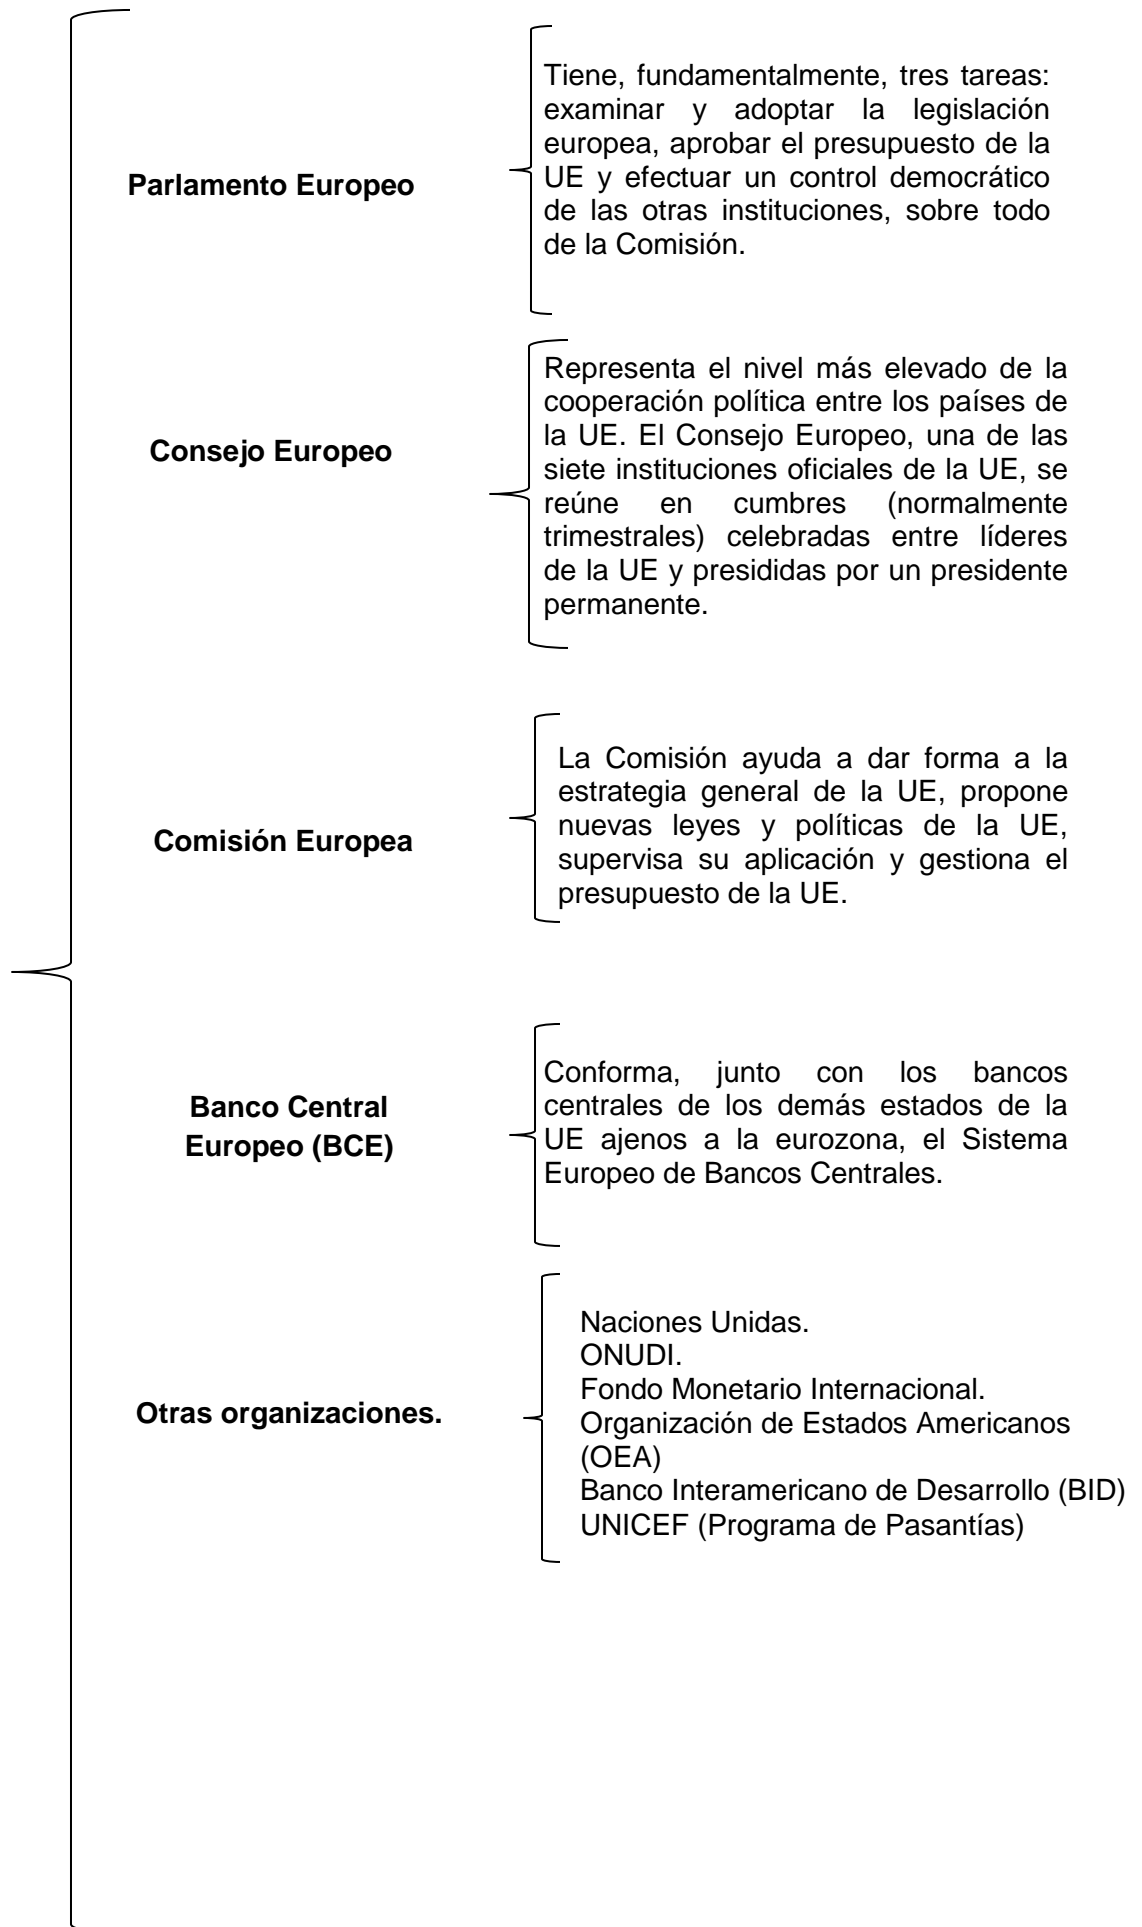 Parlamento Europeo
Tiene, fundamentalmente, tres tareas:
examinar y adoptar la legislación
europea, aprobar el presupuesto de la
UE y efectuar un control democrático
de las otras instituciones, sobre todo
de la Comisión.
Consejo Europeo
Representa el nivel más elevado de la
cooperación política entre los países de
la UE. El Consejo Europeo, una de las
siete instituciones oficiales de la UE, se
reúne en cumbres (normalmente
trimestrales) celebradas entre líderes
de la UE y presididas por un presidente
permanente.
Comisión Europea
La Comisión ayuda a dar forma a la
estrategia general de la UE, propone
nuevas leyes y políticas de la UE,
supervisa su aplicación y gestiona el
presupuesto de la UE.
Banco Central
Europeo (BCE)
Conforma, junto con los bancos
centrales de los demás estados de la
UE ajenos a la eurozona, el Sistema
Europeo de Bancos Centrales.
Otras organizaciones.
Naciones Unidas.
ONUDI.
Fondo Monetario Internacional.
Organización de Estados Americanos
(OEA)
Banco Interamericano de Desarrollo (BID)
UNICEF (Programa de Pasantías)